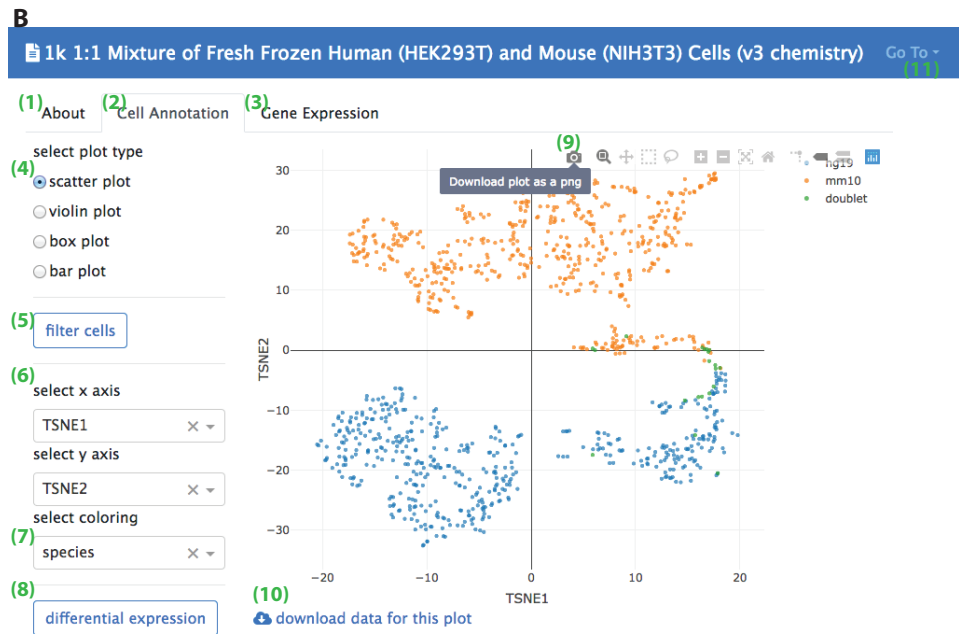 B
1k 1:1 Mixture of Fresh Frozen Human (HEK293T) and Mouse (NIH3T3) Cells (v3 chemistry) Go To
(11)
(1) About (2) Cell Annotation (3) Gene Expression
select plot type
(4)
scatter plot
violin plot
box plot
bar plot
(5)
filter cells
(6)
select x axis
TSNE1
select y axis
TSNE2
select coloring
(7)
species
(8)
differential expression
(9)
Download plot as a png
hg19
mm10
doublet
30
20
10
0
−10
−20
−30
TSNE2
−20 −10 0 10 20
TSNE1
(10)
download data for this plot